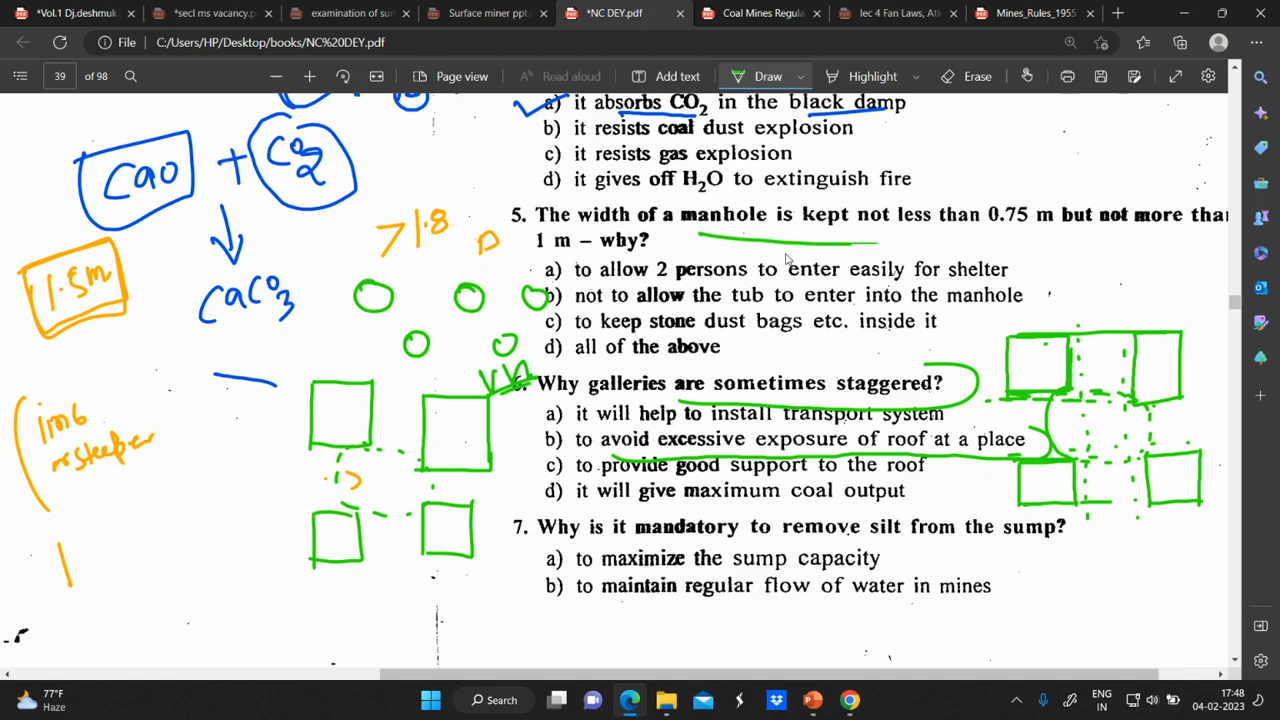 *Vol.1 Dj.deshmuk
*secl ms vacancy.pdf
examination of sur
Surface miner ppt.p
*NC DEY.pdf
Coal Mines Regula
lec 4 Fan Laws, Atk
Mines_Rules_1955
File
C:/Users/HP/Desktop/books/NC%20DEY.pdf
39 of 98
Page view
Read aloud
Add text
Draw
Highlight
Erase
a) it absorbs CO2 in the black damp
b) it resists coal dust explosion
c) it resists gas explosion
d) it gives off H2O to extinguish fire
5. The width of a manhole is kept not less than 0.75 m but not more than
1 m – why?
a) to allow 2 persons to enter easily for shelter
b) not to allow the tub to enter into the manhole
c) to keep stone dust bags etc. inside it
d) all of the above
6. Why galleries are sometimes staggered?
a) it will help to install transport system
b) to avoid excessive exposure of roof at a place
c) to provide good support to the roof
d) it will give maximum coal output
7. Why is it mandatory to remove silt from the sump?
a) to maximize the sump capacity
b) to maintain regular flow of water in mines
CaO + CO2
CaCO3
>1.8
1.5m
77°F
Haze
Search
ENG
IN
17:48
04-02-2023